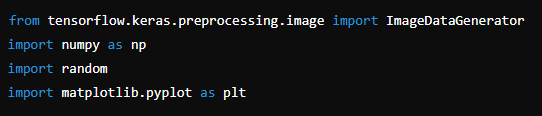 from tensorflow.keras.preprocessing.image import ImageDataGenerator
import numpy as np
import random
import matplotlib.pyplot as plt